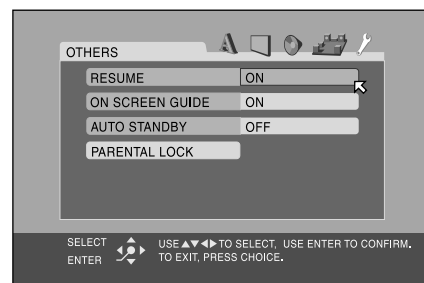 OTHERS
RESUME ON
ON SCREEN GUIDE ON
AUTO STANDBY OFF
PARENTAL LOCK
SELECT
ENTER
USE ▲▼◀▶ TO SELECT, USE ENTER TO CONFIRM.
TO EXIT, PRESS CHOICE.